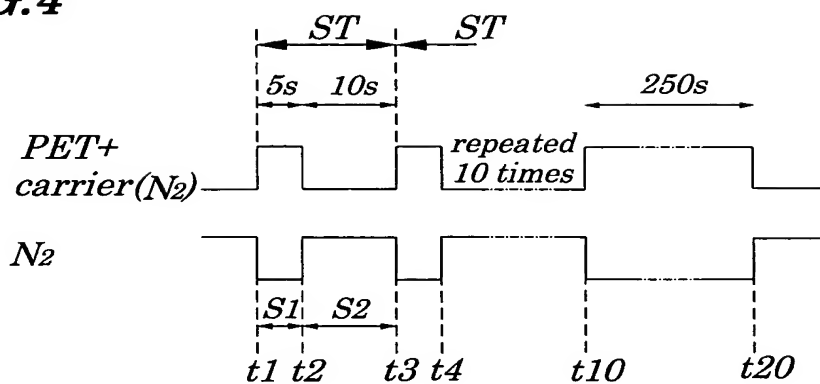 G.4
ST ST
5s 10s 250s
PET+
carrier(N2)
repeated
10 times
N2
S1 S2
t1 t2 t3 t4 t10 t20